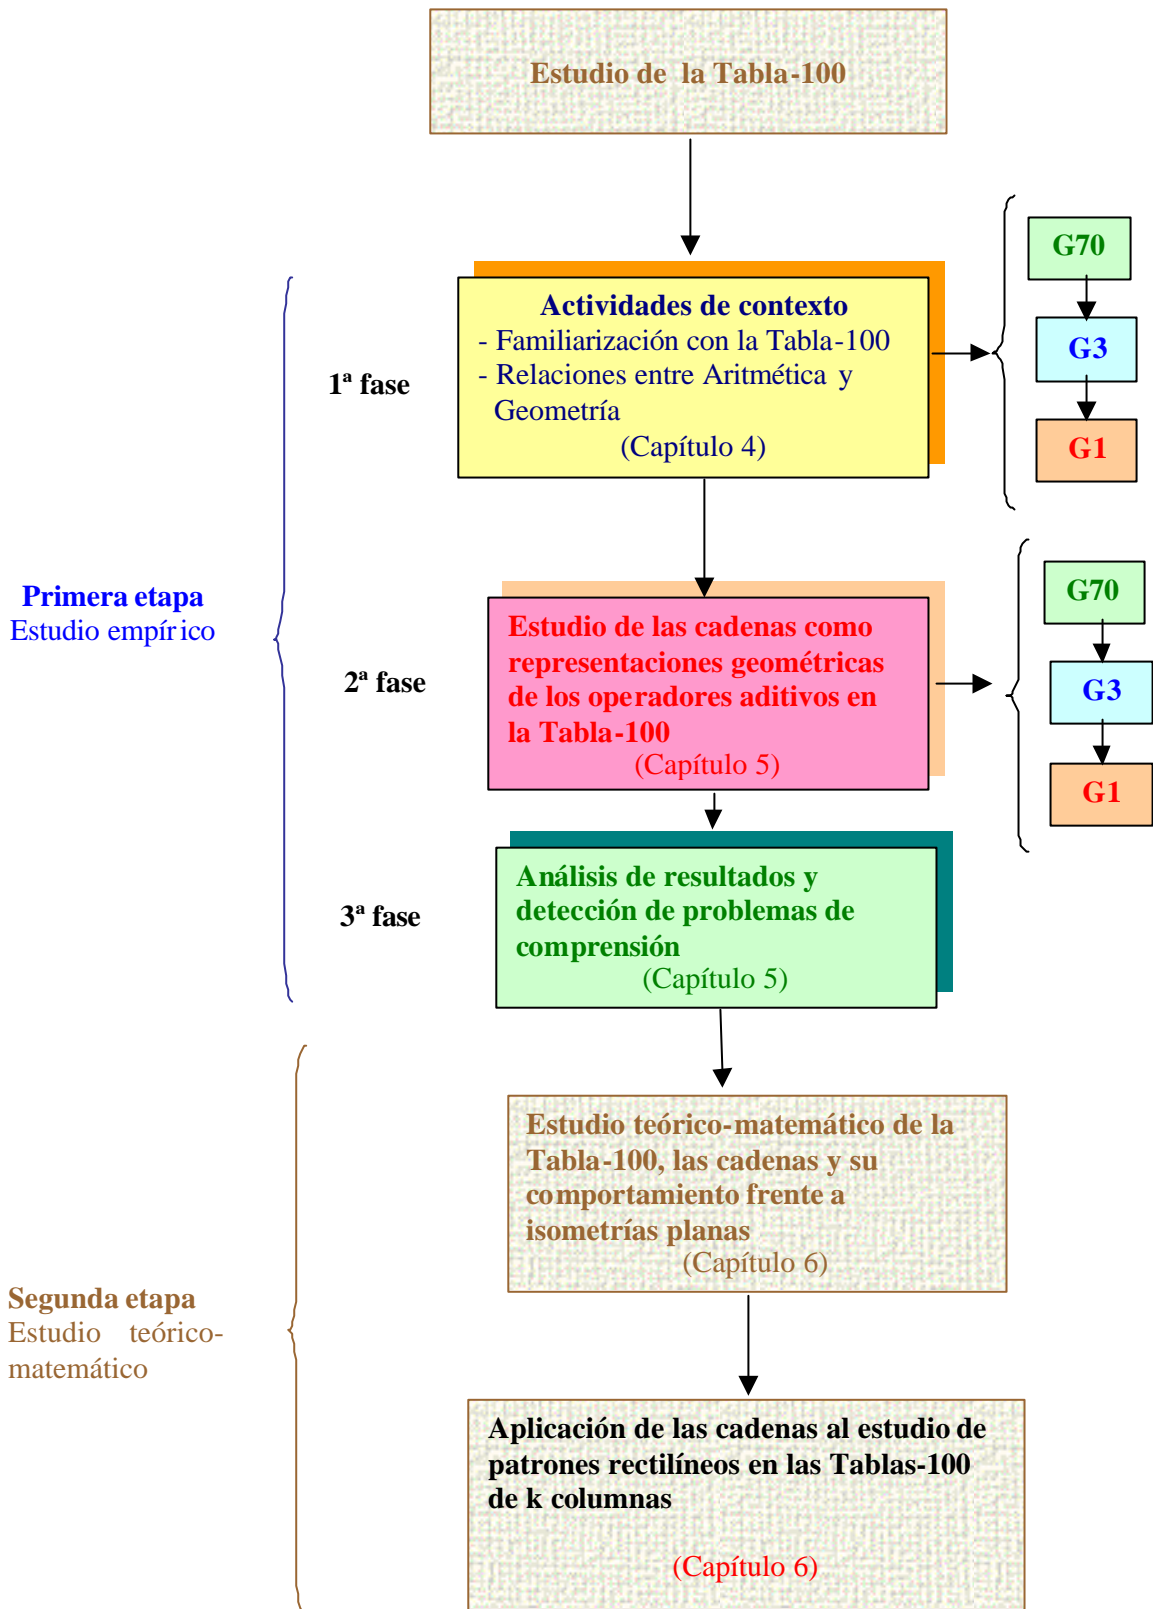 Estudio de la Tabla-100
G70
G3
G1
Actividades de contexto
- Familiarización con la Tabla-100
- Relaciones entre Aritmética y
Geometría
(Capítulo 4)
1ª fase
Primera etapa
Estudio empírico
2ª fase
Estudio de las cadenas como
representaciones geométricas
de los operadores aditivos en
la Tabla-100
(Capítulo 5)
G70
G3
G1
3ª fase
Análisis de resultados y
detección de problemas de
comprensión
(Capítulo 5)
Estudio teórico-matemático de la
Tabla-100, las cadenas y su
comportamiento frente a
isometrías planas
(Capítulo 6)
Segunda etapa
Estudio teórico-
matemático
Aplicación de las cadenas al estudio de
patrones rectilíneos en las Tablas-100
de k columnas
(Capítulo 6)